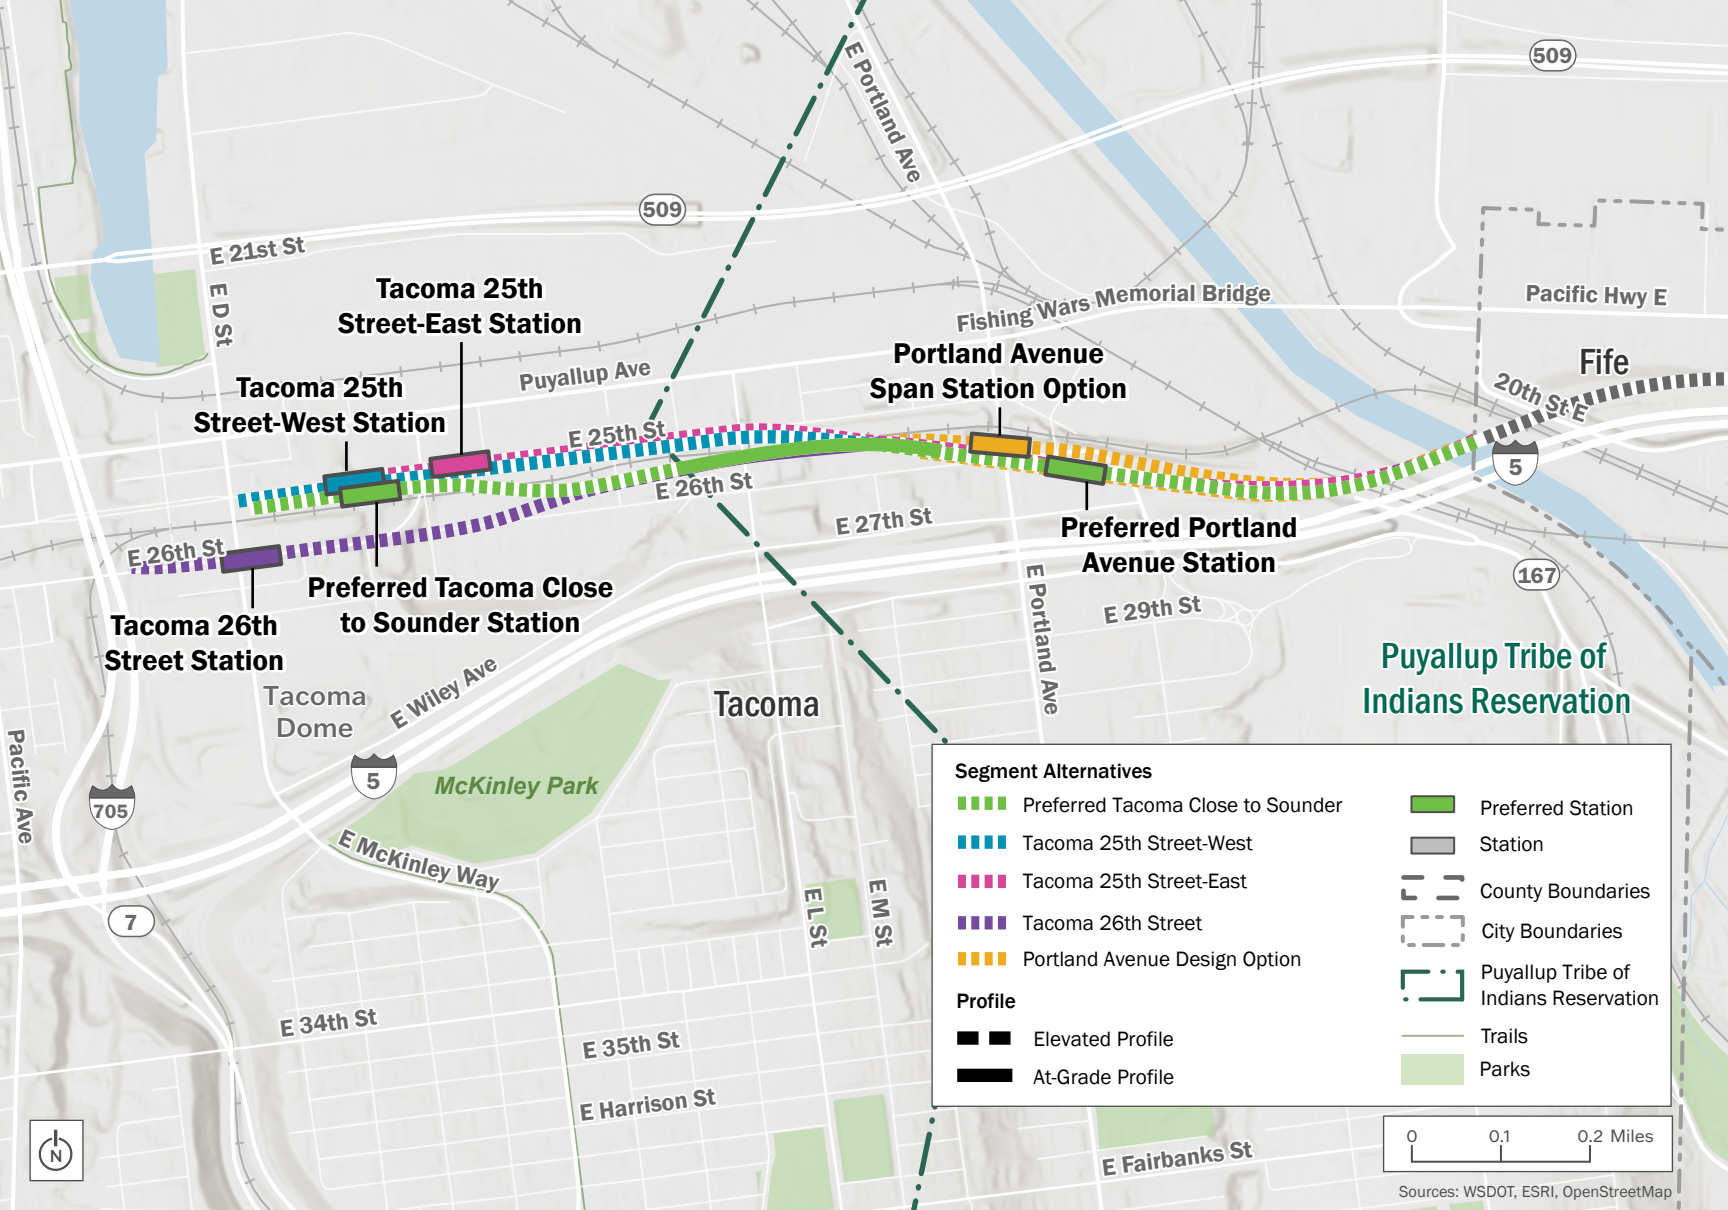 509
E Portland Ave
509
E 21st St
E D St
Tacoma 25th
Street-East Station
Fishing Wars Memorial Bridge
Pacific Hwy E
Portland Avenue
Span Station Option
Fife
Puyallup Ave
20th St E
Tacoma 25th
Street-West Station
E 25th St
5
E 26th St
E 27th St
Preferred Portland
Avenue Station
E 26th St
167
Preferred Tacoma Close
to Sounder Station
E Portland Ave
E 29th St
Tacoma 26th
Street Station
Puyallup Tribe of
Indians Reservation
Tacoma
Dome
E Wiley Ave
Tacoma
Pacific Ave
5
McKinley Park
705
E McKinley Way
7
E L St
E M St
E 34th St
E 35th St
E Harrison St
E Fairbanks St
Segment Alternatives
Preferred Tacoma Close to Sounder
Tacoma 25th Street-West
Tacoma 25th Street-East
Tacoma 26th Street
Portland Avenue Design Option
Profile
Elevated Profile
At-Grade Profile
Preferred Station
Station
County Boundaries
City Boundaries
Puyallup Tribe of
Indians Reservation
Trails
Parks
N
0 0.1 0.2 Miles
Sources: WSDOT, ESRI, OpenStreetMap